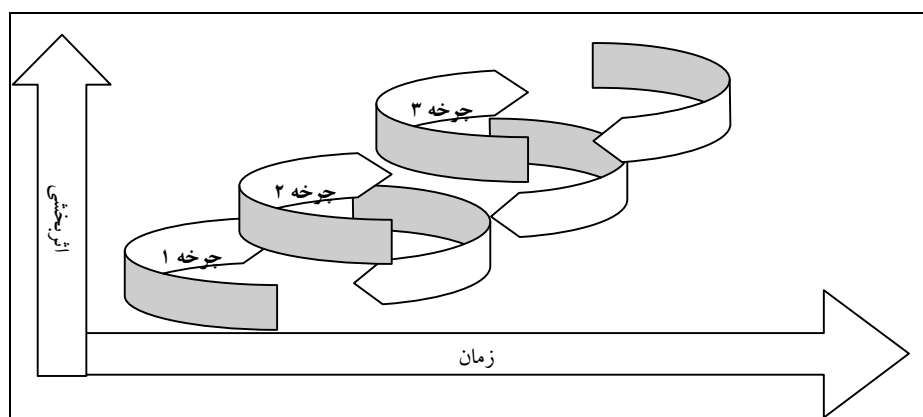 چرخه ۳
چرخه ۲
چرخه ۱
اثربخشی
زمان